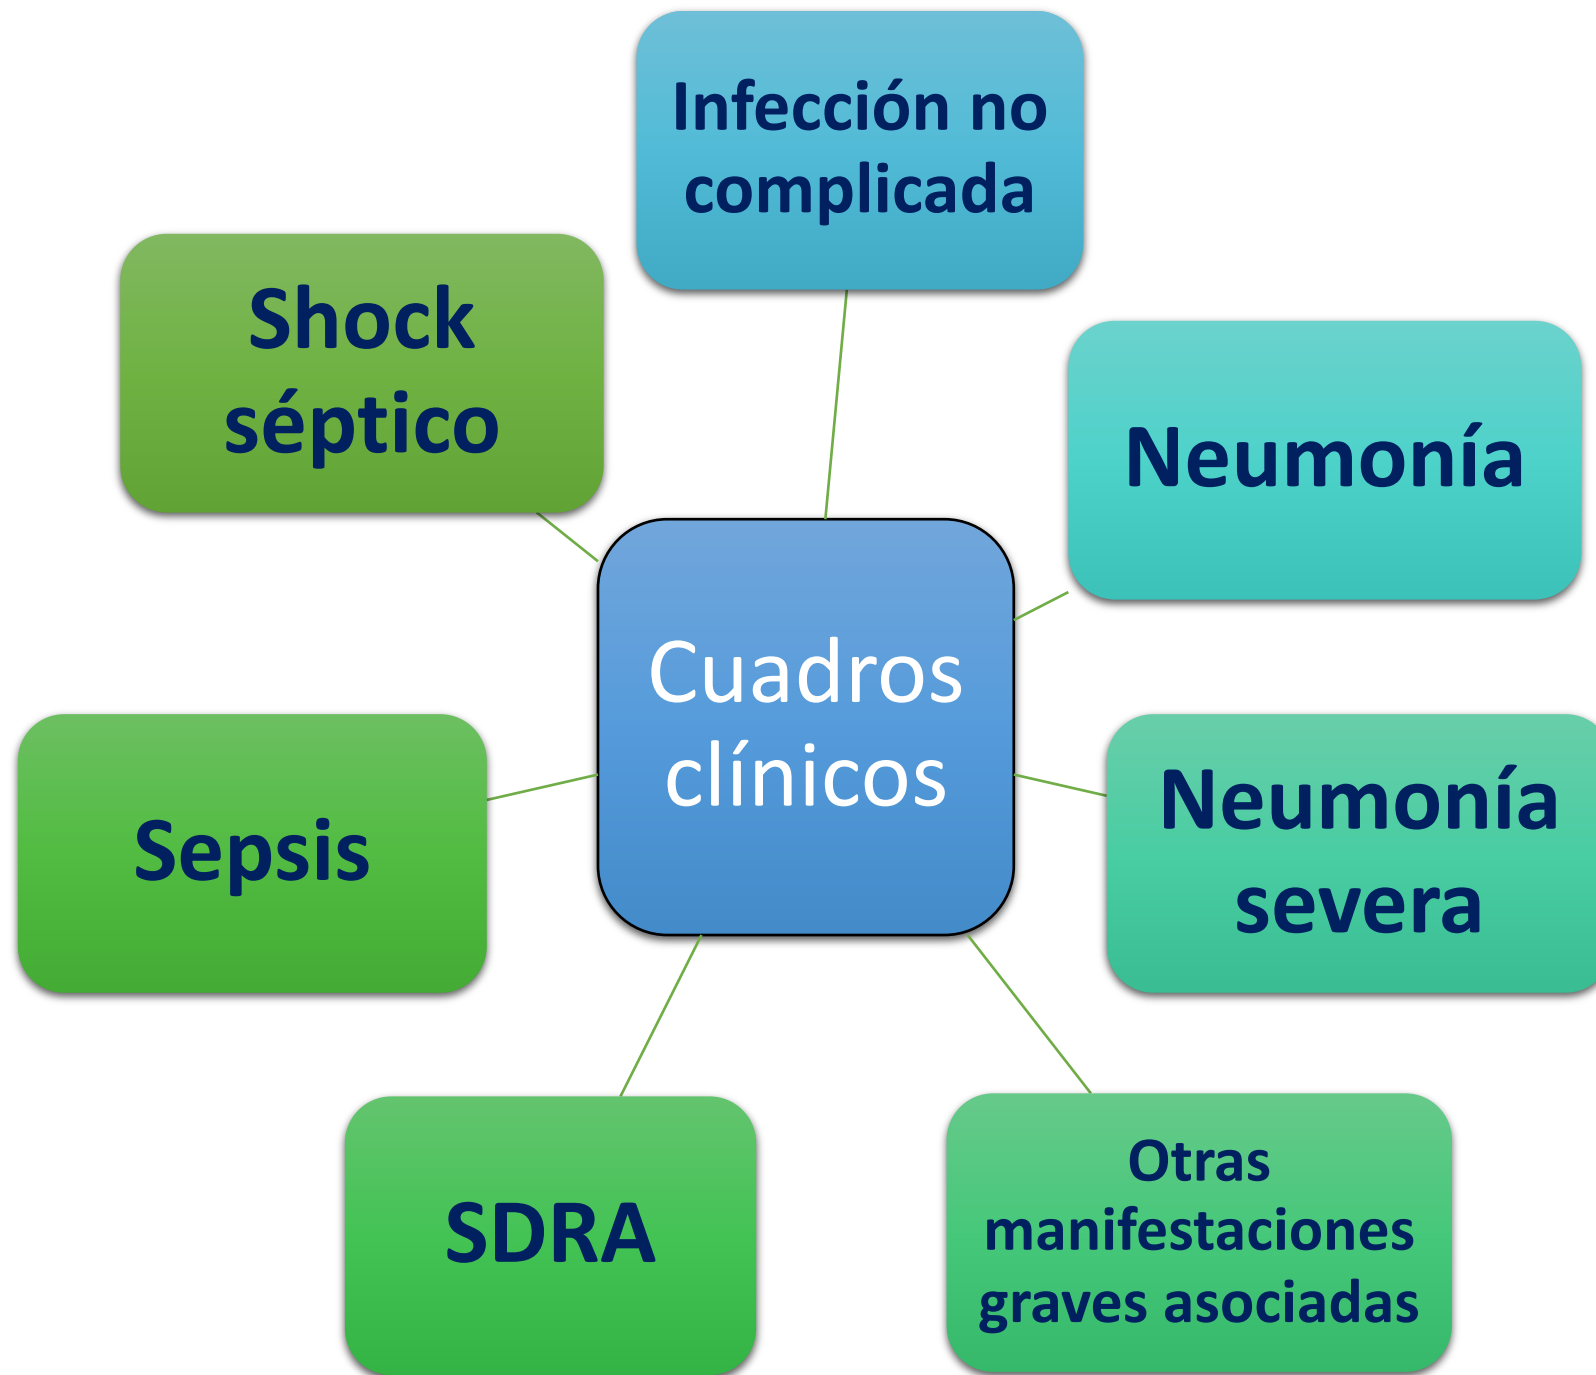 Infección no
complicada
Shock
séptico
Neumonía
Cuadros
clínicos
Neumonía
severa
Sepsis
Otras
manifestaciones
graves asociadas
SDRA